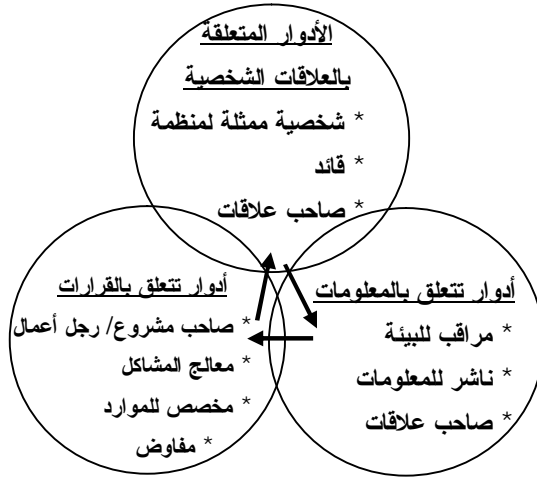 الأدوار المتعلقة
بالعلاقات الشخصية
* شخصية ممثلة لمنظمة
* قائد
* صاحب علاقات
أدوار تتعلق بالمعلومات
* مراقب للبيئة
* ناشر للمعلومات
* صاحب علاقات
أدوار تتعلق بالقرارات
* صاحب مشروع/ رجل أعمال
* معالج المشاكل
* مخصص للموارد
* مفاوض